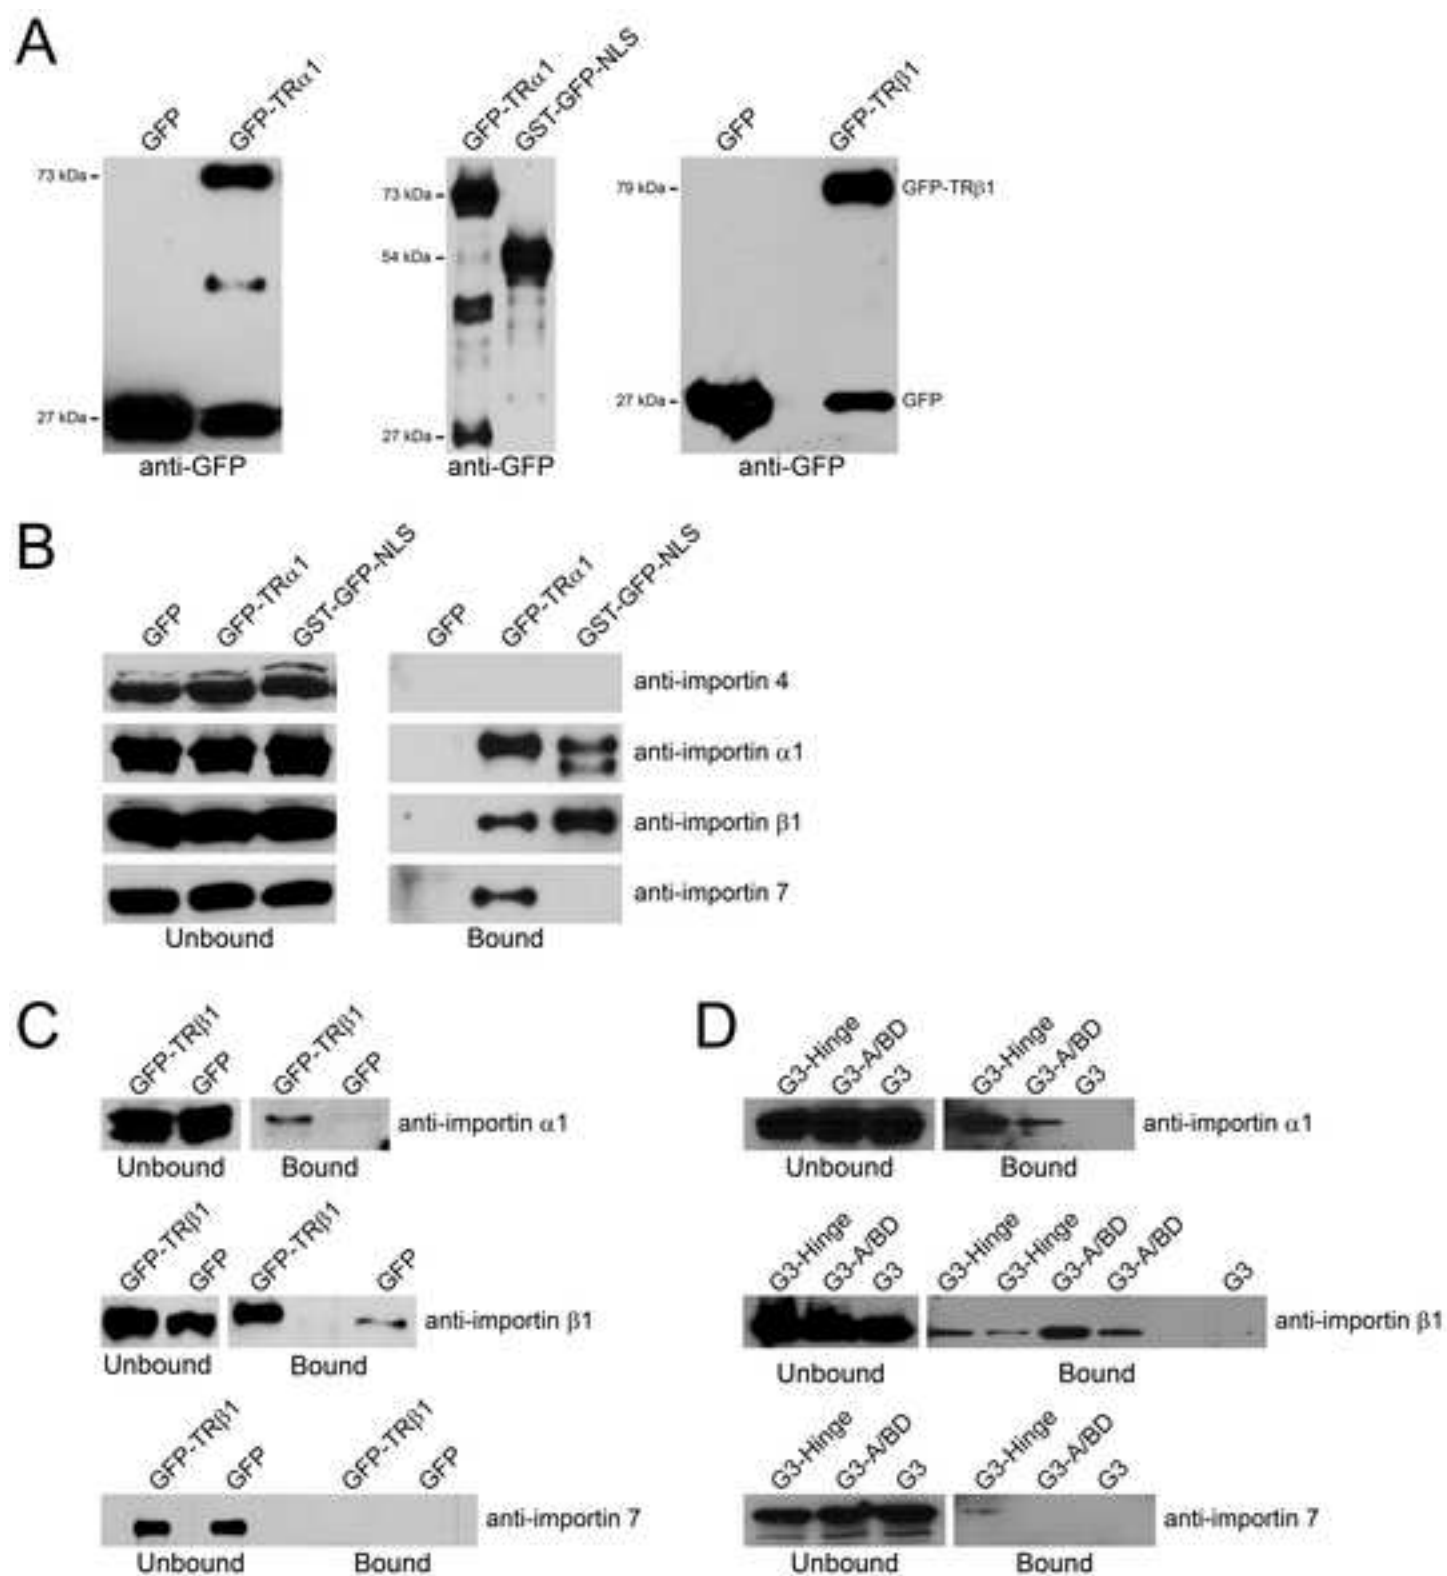 A
GFP
GFP-TRα1
GFP-TRα1
GST-GFP-NLS
GFP
GFP-TRβ1
73 kDa
27 kDa
anti-GFP
73 kDa
54 kDa
27 kDa
anti-GFP
79 kDa
27 kDa
GFP-TRβ1
GFP
anti-GFP
B
GFP
GFP-TRα1
GST-GFP-NLS
GFP
GFP-TRα1
GST-GFP-NLS
anti-importin 4
anti-importin α1
anti-importin β1
anti-importin 7
Unbound
Bound
C
GFP-TRβ1
GFP
GFP-TRβ1
GFP
anti-importin α1
Unbound
Bound
GFP-TRβ1
GFP
GFP-TRβ1
GFP
anti-importin β1
Unbound
Bound
GFP-TRβ1
GFP
GFP-TRβ1
GFP
anti-importin 7
Unbound
Bound
D
G3-Hinge
G3-A/BD
G3
G3-Hinge
G3-A/BD
G3
anti-importin α1
Unbound
Bound
G3-Hinge
G3-A/BD
G3
G3-Hinge
G3-Hinge
G3-A/BD
G3-A/BD
G3
anti-importin β1
Unbound
Bound
G3-Hinge
G3-A/BD
G3
G3-Hinge
G3-A/BD
G3
anti-importin 7
Unbound
Bound